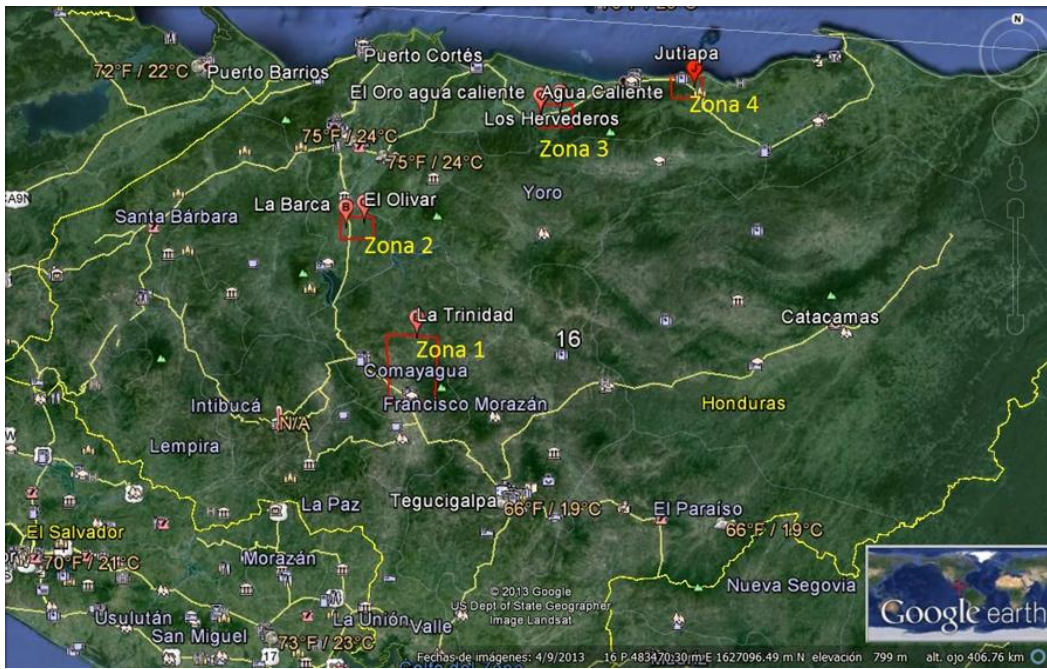 N
Jutiapa
Puerto Cortés
72°F / 22°C
Puerto Barrios
El Oro agua caliente
Agua Caliente
Zona 4
Los Hervederos
75°F / 24°C
Zona 3
75°F / 24°C
CA9N
Yoro
La Barca
El Olivar
B
Santa Bárbara
Zona 2
La Trinidad
16
Catacamas
Zona 1
Comayagua
Intibucá
Francisco Morazán
Honduras
N/A
Lempira
La Paz
Tegucigalpa
66°F / 19°C
El Paraíso
66°F / 19°C
El Salvador
70°F / 21°C
Morazán
Nueva Segovia
© 2013 Google
US Dept of State Geographer
Image Landsat
Usulután
La Unión
Valle
San Miguel
73°F / 23°C
17
Google earth
Fechas de imágenes: 4/9/2013 16 P 483470.30 m E 1627096.49 m N elevación 799 m alt. ojo 406.76 km